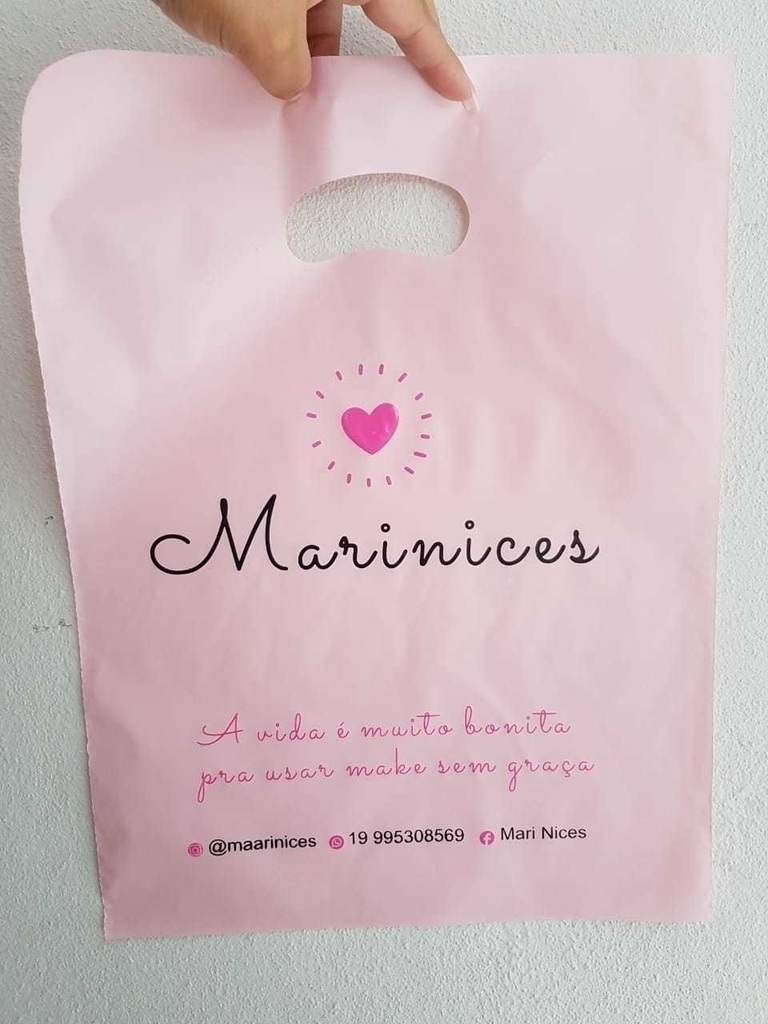 Marinices
A vida é muito bonita
pra usar make sem graça
@maarinices 19 995308569 Mari Nices